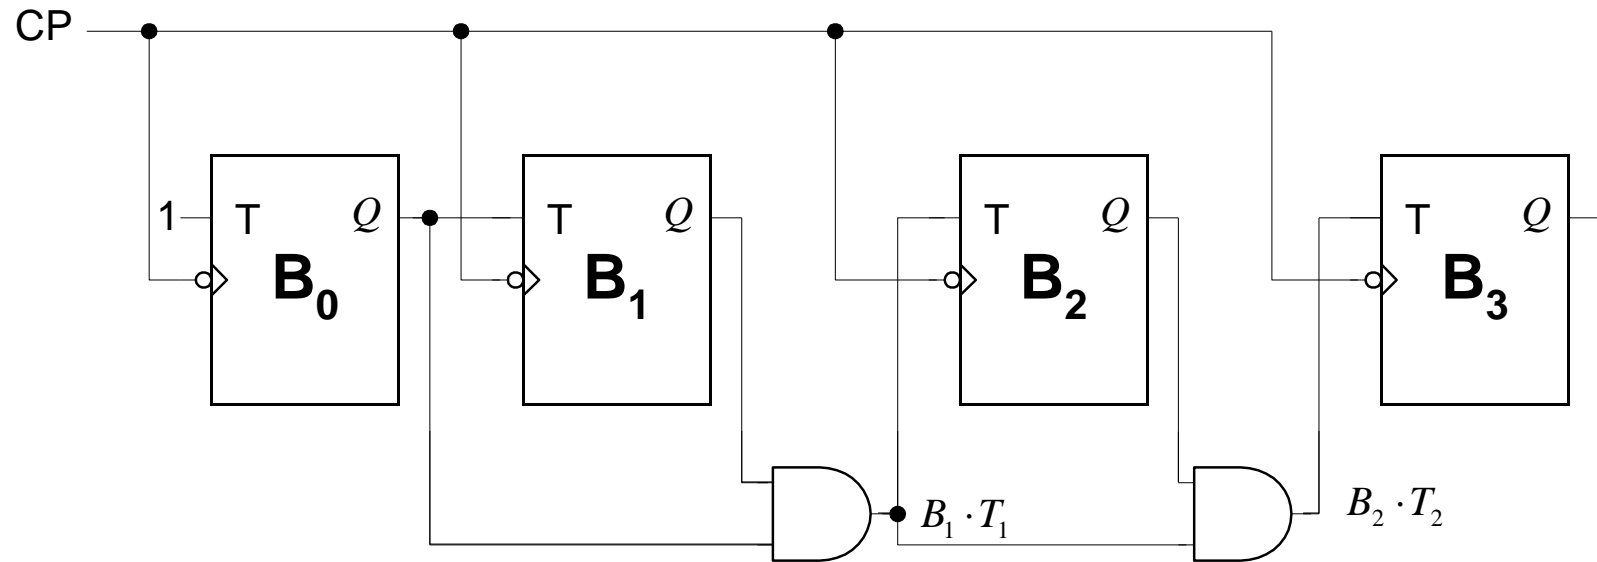 CP
1 T Q T Q T Q T Q
B₀ B₁ B₂ B₃
B₁ · T₁ B₂ · T₂